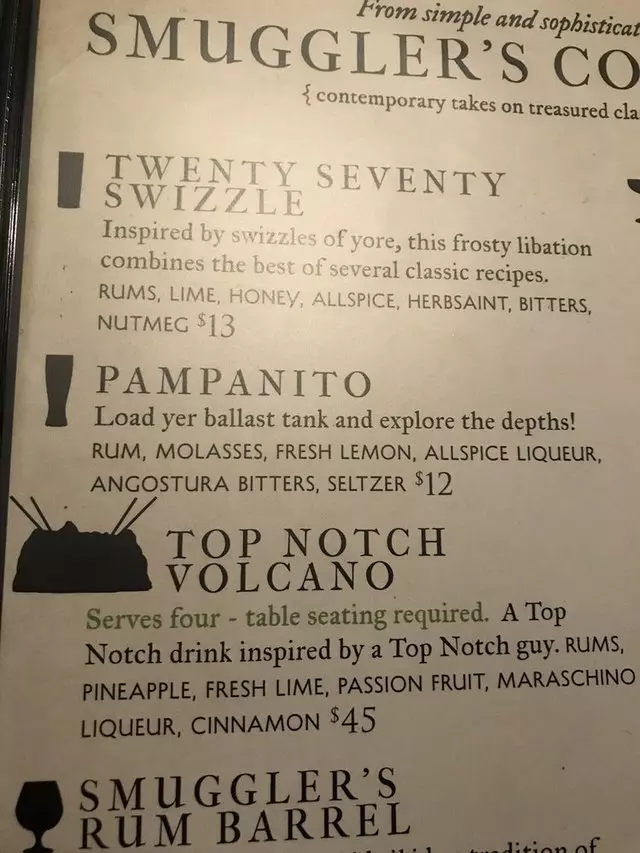 From simple and
SMUGGLER'S
{ contemporary takes on treasured
TWENTY SEVENTY
SWIZZLE
Inspired by swizzles of yore, this frosty libation
combines the best of several classic recipes.
RUMS, LIME, HONEY, ALLSPICE, HERBSAINT, BITTERS,
NUTMEG $13
PAMPANITO
Load yer ballast tank and explore the depths!
RUM, MOLASSES, FRESH LEMON, ALLSPICE LIQUEUR,
ANGOSTURA BITTERS, SELTZER $12
TOP NOTCH
VOLCANO
Serves four - table seating required. A Top
Notch drink inspired by a Top Notch guy. RUMS,
PINEAPPLE, FRESH LIME, PASSION FRUIT, MARASCHINO
LIQUEUR, CINNAMON $45
SMUGGLER'S
RUM BARREL
of